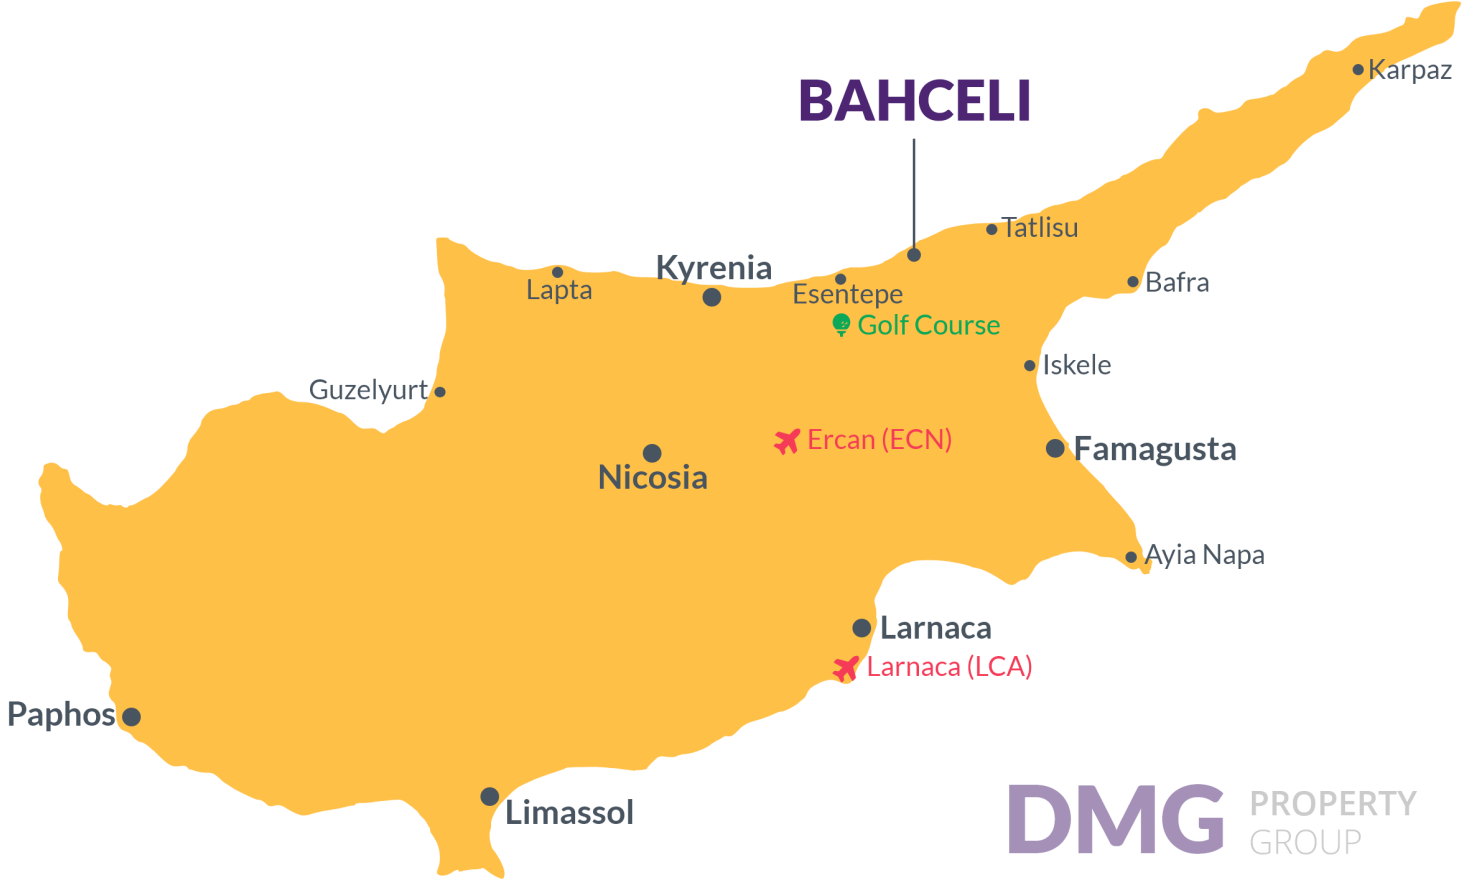 Karpaz
BAHCELI
Tatlisu
Kyrenia
Lapta
Esentepe
Bafra
Golf Course
Iskele
Guzelyurt
Ercan (ECN)
Famagusta
Nicosia
Ayia Napa
Larnaca
Larnaca (LCA)
Paphos
Limassol
DMG PROPERTY
GROUP